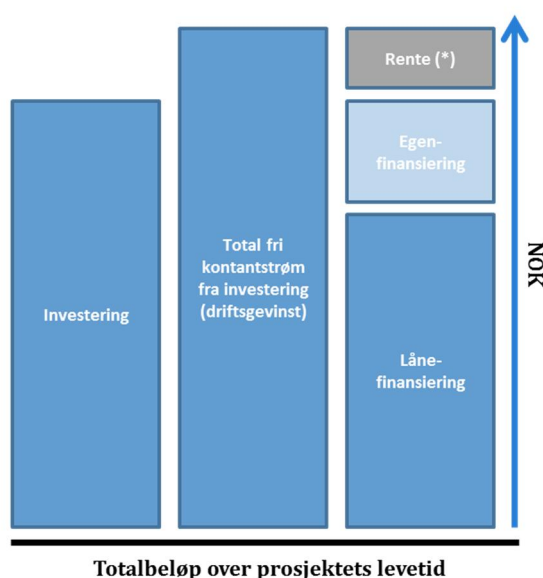 Rente (*)
Egen-
finansiering
Total fri
kontantstrøm
fra investering
(driftsgevinst)
Investering
Låne-
finansiering
NOK
Totalbeløp over prosjektets levetid